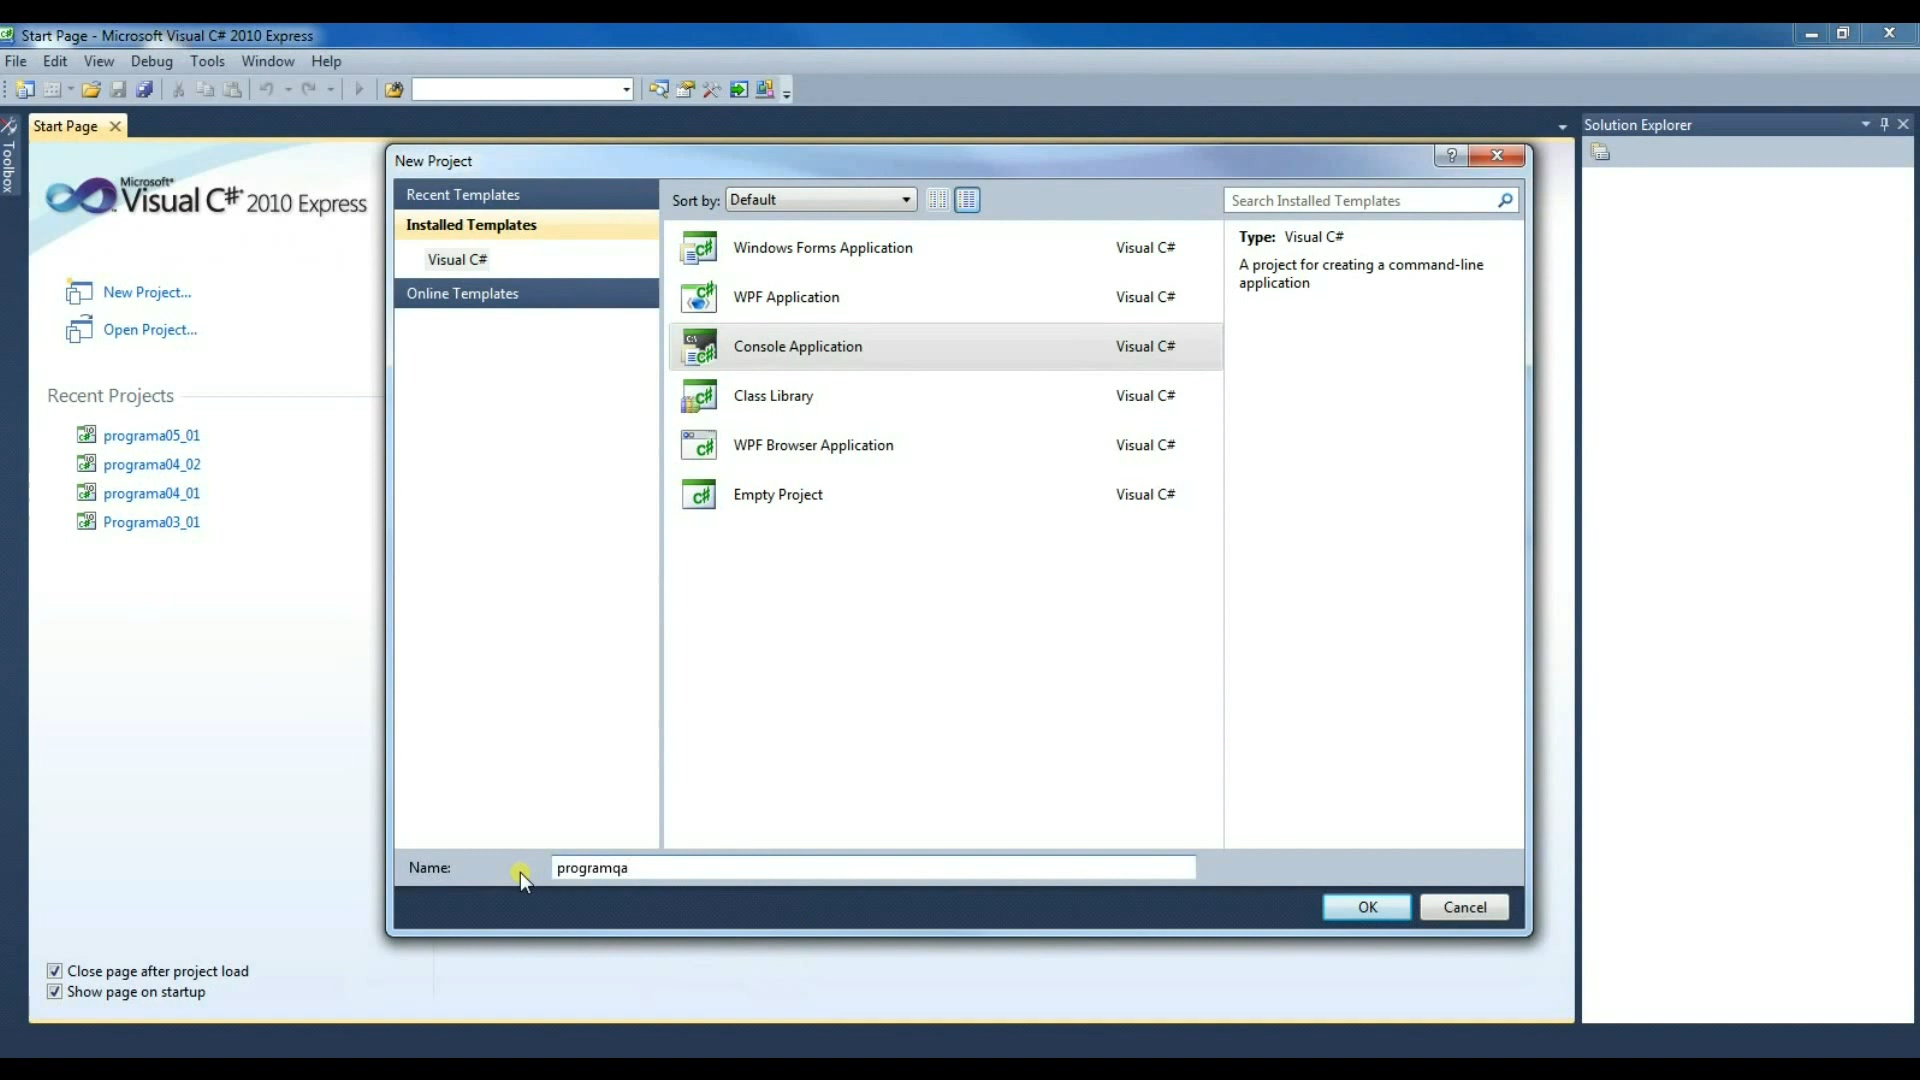 Start Page - Microsoft Visual C# 2010 Express
File Edit View Debug Tools Window Help
Toolbox
Start Page
Solution Explorer
Microsoft
Visual C# 2010 Express
New Project...
Open Project...
Recent Projects
programa05_01
programa04_02
programa04_01
Programa03_01
Close page after project load
Show page on startup
New Project
Recent Templates
Installed Templates
Visual C#
Online Templates
Sort by: Default
Search Installed Templates
Windows Forms Application Visual C#
WPF Application Visual C#
Console Application Visual C#
Class Library Visual C#
WPF Browser Application Visual C#
Empty Project Visual C#
Type: Visual C#
A project for creating a command-line
application
Name: programqa
OK Cancel